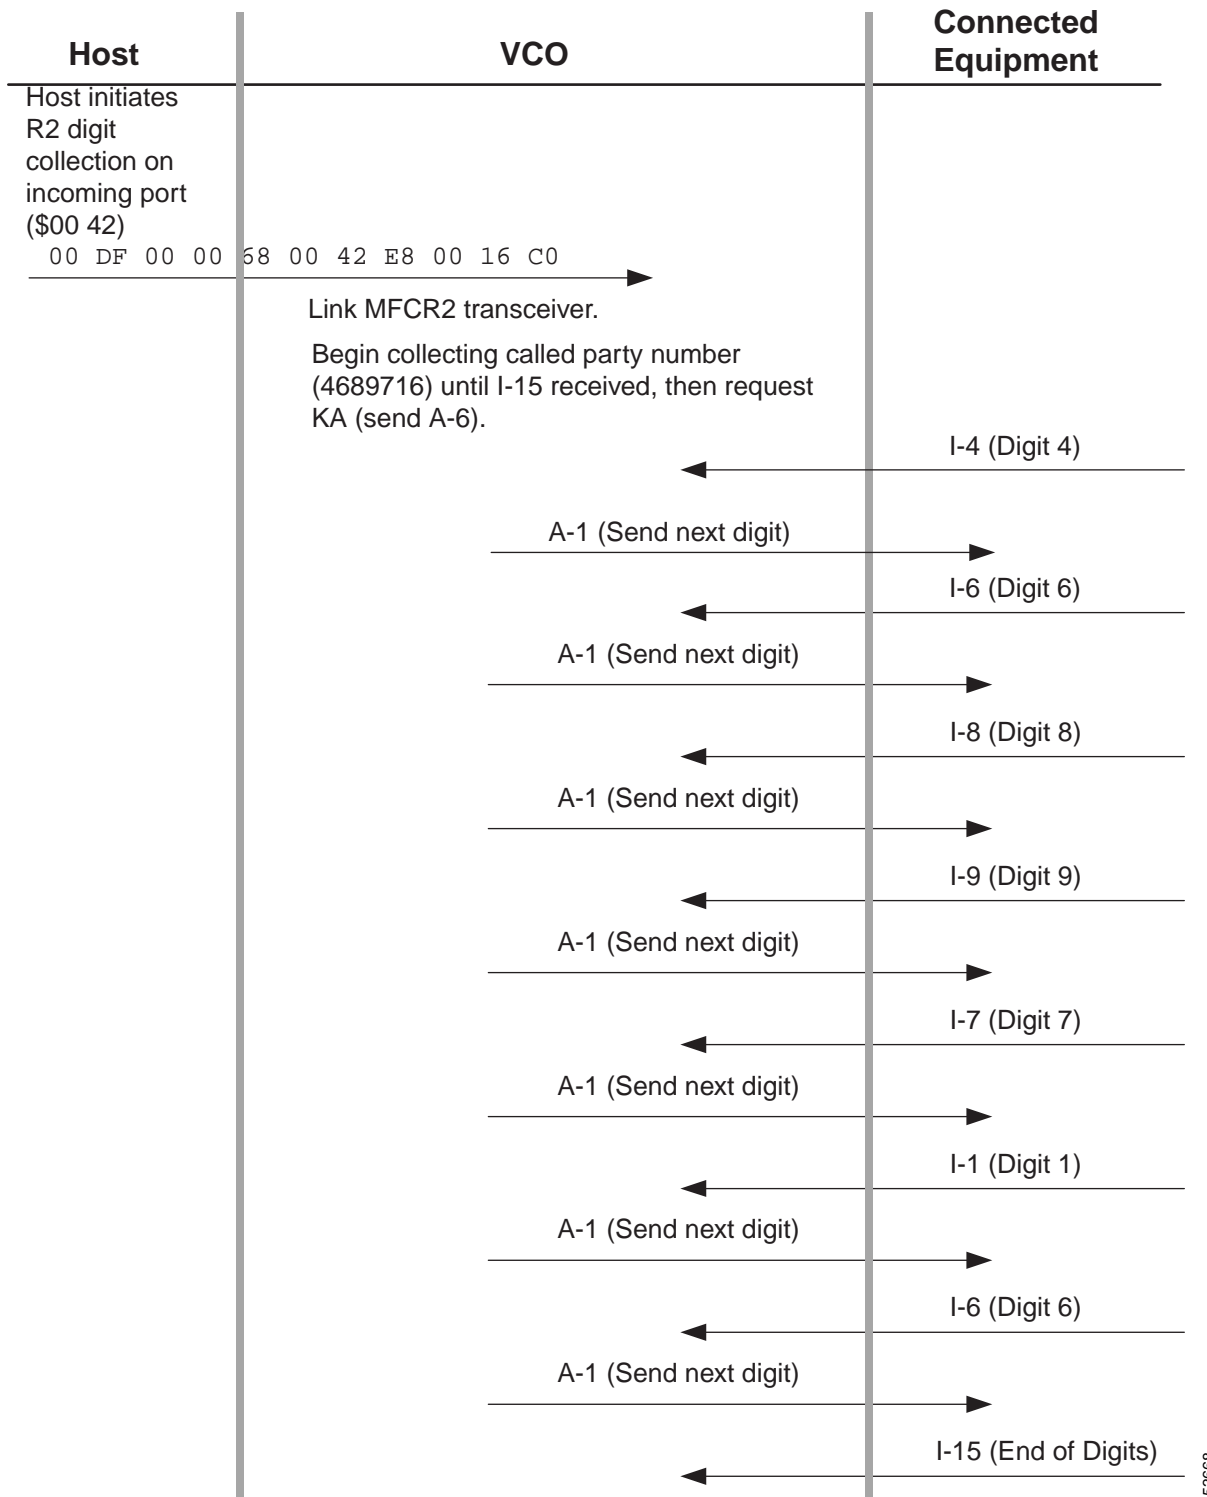 Host
VCO
Connected
Equipment
Host initiates
R2 digit
collection on
incoming port
($00 42)
00 DF 00 00 68 00 42 E8 00 16 C0
Link MFCR2 transceiver.
Begin collecting called party number
(4689716) until I-15 received, then request
KA (send A-6).
I-4 (Digit 4)
A-1 (Send next digit)
I-6 (Digit 6)
A-1 (Send next digit)
I-8 (Digit 8)
A-1 (Send next digit)
I-9 (Digit 9)
A-1 (Send next digit)
I-7 (Digit 7)
A-1 (Send next digit)
I-1 (Digit 1)
A-1 (Send next digit)
I-6 (Digit 6)
A-1 (Send next digit)
I-15 (End of Digits)